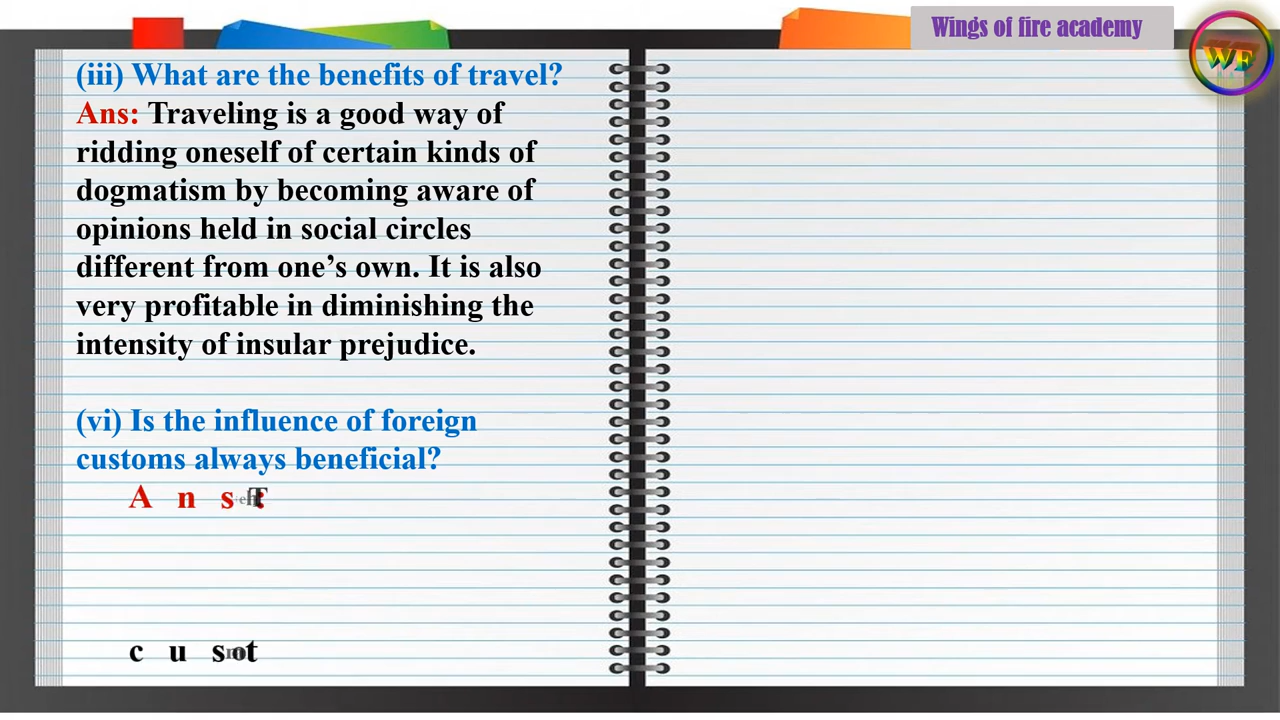 Wings of fire academy
WF
(iii) What are the benefits of travel?
Ans: Traveling is a good way of
ridding oneself of certain kinds of
dogmatism by becoming aware of
opinions held in social circles
different from one’s own. It is also
very profitable in diminishing the
intensity of insular prejudice.
(vi) Is the influence of foreign
customs always beneficial?
A n s :